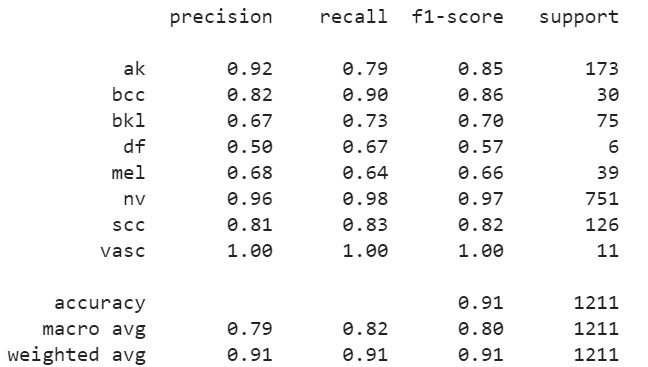 precision recall f1-score support
ak 0.92 0.79 0.85 173
bcc 0.82 0.90 0.86 30
bkl 0.67 0.73 0.70 75
df 0.50 0.67 0.57 6
mel 0.68 0.64 0.66 39
nv 0.96 0.98 0.97 751
scc 0.81 0.83 0.82 126
vasc 1.00 1.00 1.00 11
accuracy 0.91 1211
macro avg 0.79 0.82 0.80 1211
weighted avg 0.91 0.91 0.91 1211